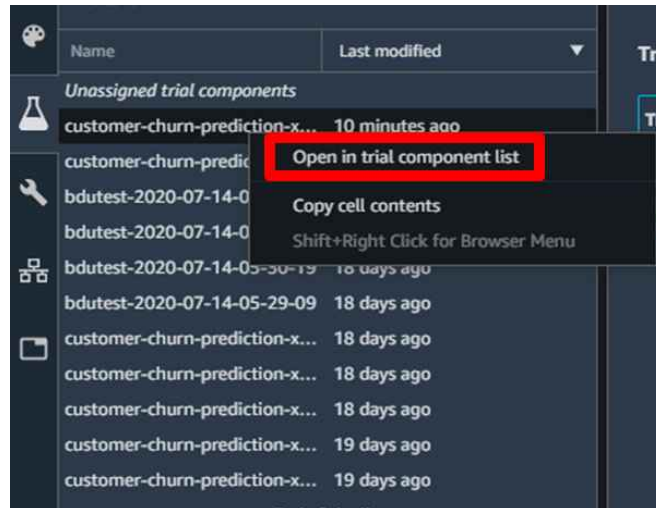 Name Last modified
Tr
Unassigned trial components
T
customer-churn-prediction-x... 10 minutes ago
Open in trial component list
customer-churn-predic
bdutest-2020-07-14-0
Copy cell contents
bdutest-2020-07-14-0
Shift+Right Click for Browser Menu
bdutest-2020-07-14-05-30-19 18 days ago
bdutest-2020-07-14-05-29-09 18 days ago
customer-churn-prediction-x... 18 days ago
customer-churn-prediction-x... 18 days ago
customer-churn-prediction-x... 18 days ago
customer-churn-prediction-x... 19 days ago
customer-churn-prediction-x... 19 days ago